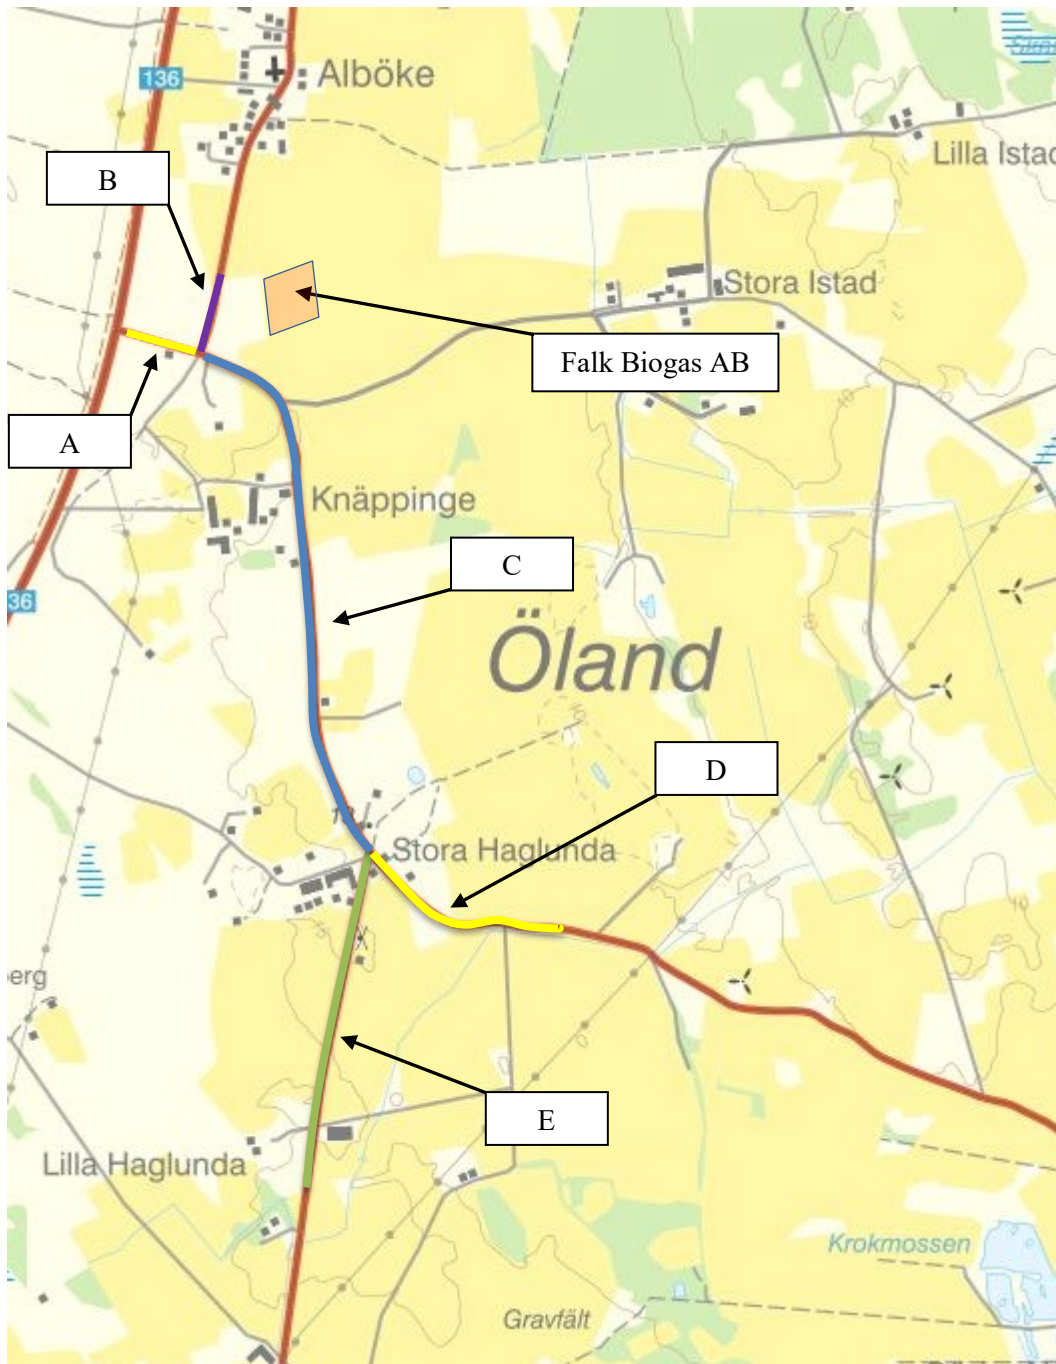 Alböke
136
Lilla Istad
B
Stora Istad
Falk Biogas AB
A
Knäppinge
C
36
Öland
D
Stora Haglunda
erg
E
Lilla Haglunda
Krokmossen
Gravfält